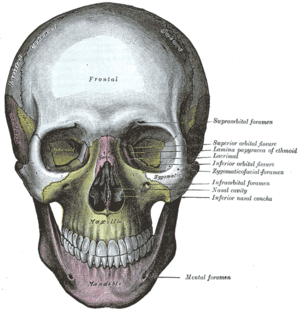 Frontal
Supraorbital foramen
Superior orbital fissure
Lamina papyracea of ethmoid
Lacrimal
Inferior orbital fissure
Zygomaticofacial foramen
Infraorbital foramen
Nasal cavity
Inferior nasal concha
Maxilla
Mental foramen
Mandible